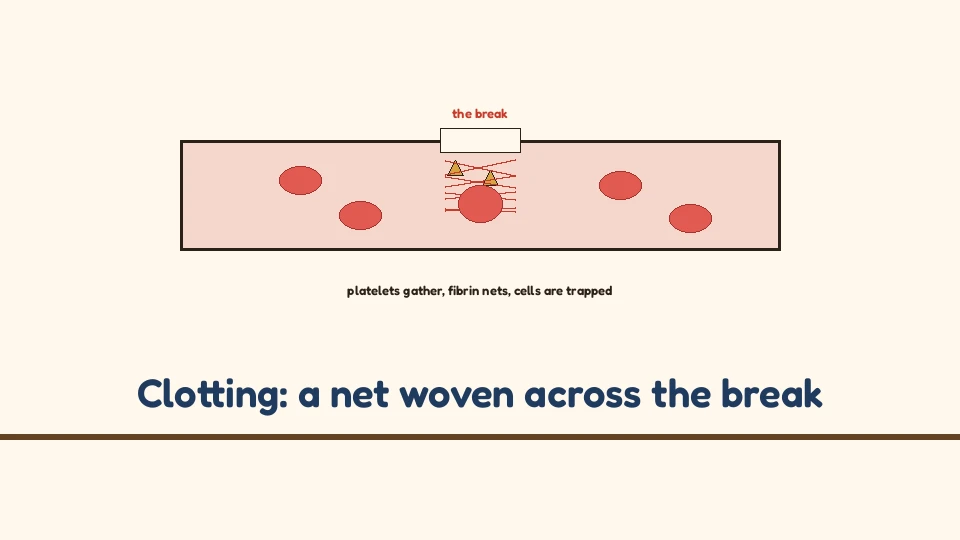 the break
platelets gather, fibrin nets, cells are trapped
Clotting: a net woven across the break